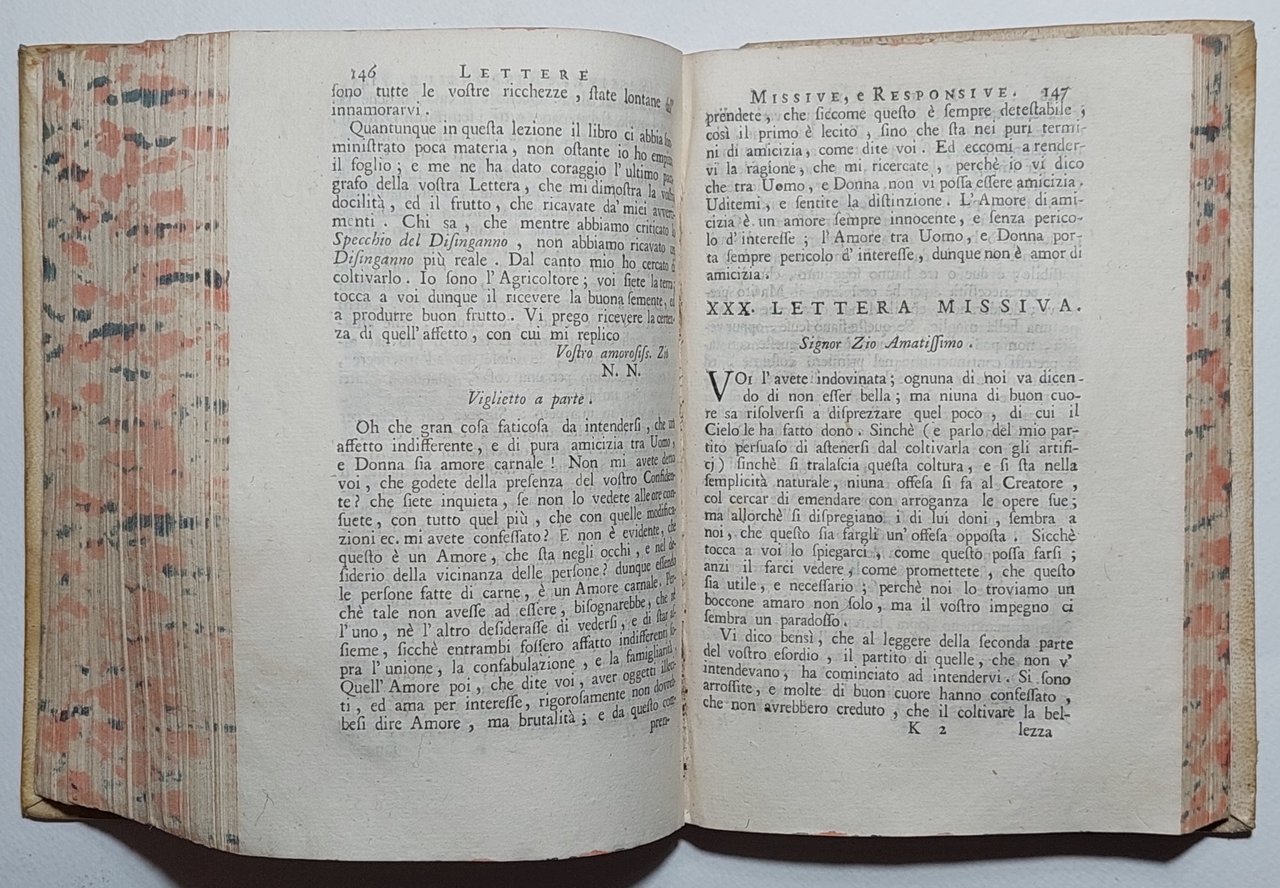 146 LETTERE
ſono tutte le voſtre ricchezze, ſtate lontane dall'
innamorarvi.
Quantunque in queſta lezione il libro ci abbia ſom
miniſtrato poca materia, non oſtante io ho empito
il foglio; e me ne ha dato coraggio l'ultimo para
grafo della voſtra Lettera, che mi dimoſtra la voſtra
docilità, ed il frutto, che ricavate da' miei avver-
menti. Chi sa, che mentre abbiamo criticato lo
Specchio del Diſinganno, non abbiamo ricavato un
Diſinganno più reale. Dal canto mio ho cercato di
coltivarlo. Io ſono l'Agricoltore; voi ſiete la terra;
tocca a voi dunque il ricevere la buona ſemente, ed
a produrre buon frutto. Vi prego ricevere la certez-
za di quell'affetto, con cui mi replico
Voſtro amoroſiſs. Zio
N. N.
Viglietto a parte.
Oh che gran coſa faticoſa da intenderſi, che un
affetto indifferente, e di pura amicizia tra Uomo,
e Donna ſia amore carnale! Non mi avete detto
voi, che godete della preſenza del voſtro Confiden-
te? che ſiete inquieta, ſe non lo vedete alle ore con-
ſuete, con tutto quel più, che con quelle modifica-
zioni ec. mi avete confeſſato? E non è evidente, che
queſto è un Amore, che ſta negli occhi, e nel de-
ſiderio della vicinanza delle perſone? dunque eſſendo
le perſone fatte di carne, è un Amore carnale. Per-
chè tale non aveſſe ad eſſere, biſognarebbe, che nè
l'uno, nè l'altro deſideraſſe di vederſi, e di ſtar aſ-
ſieme, ſicchè entrambi foſſero affatto indifferenti ſo-
pra l'unione, la confabulazione, e la famigliarità.
Quell'Amore poi, che dite voi, aver oggetti illeci-
ti, ed ama per intereſſe, rigoroſamente non dovreb-
beſi dire Amore, ma brutalità; e da queſto com-
pren-
MISSIVE, e RESPONSIVE. 147
prendete, che ſiccome queſto è ſempre deteſtabile;
così il primo è lecito, ſino che ſta nei puri termi-
ni di amicizia, come dite voi. Ed eccomi a render-
vi la ragione, che mi ricercate, perchè io vi dico
che tra Uomo, e Donna non vi poſſa eſſere amicizia.
Uditemi, e ſentite la diſtinzione. L'Amore di ami-
cizia è un amore ſempre innocente, e ſenza perico-
lo d'intereſſe; l'Amore tra Uomo, e Donna por-
ta ſempre pericolo d'intereſſe, dunque non è amor di
amicizia.
XXX. LETTERA MISSIVA.
Signor Zio Amatiſſimo.
VOI l'avete indovinata; ognuna di noi va dicen-
do di non eſſer bella; ma niuna di buon cuo-
re sa riſolverſi a diſprezzare quel poco, di cui il
Cielo le ha fatto dono. Sinchè (e parlo del mio par-
tito perſuaſo di aſtenerſi dal coltivarla con gli artifi-
cj) ſinchè ſi tralaſcia queſta coltura, e ſi ſta nella
ſemplicità naturale, niuna offeſa ſi fa al Creatore,
col cercar di emendare con arroganza le opere ſue;
ma allorchè ſi diſpregiano i di lui doni, ſembra a
noi, che queſto ſia fargli un'offeſa oppoſta. Sicchè
tocca a voi lo ſpiegarci, come queſto poſſa farſi;
anzi il farci vedere, come promettete, che queſto
ſia utile, e neceſſario; perchè noi lo troviamo un
boccone amaro non ſolo, ma il voſtro impegno ci
ſembra un paradoſſo.
Vi dico bensì, che al leggere della ſeconda parte
del voſtro eſordio, il partito di quelle, che non v'
intendevano, ha cominciato ad intendervi. Si ſono
arroſſite, e molte di buon cuore hanno confeſſato,
che non avrebbero creduto, che il coltivare la bel-
K 2 lezza